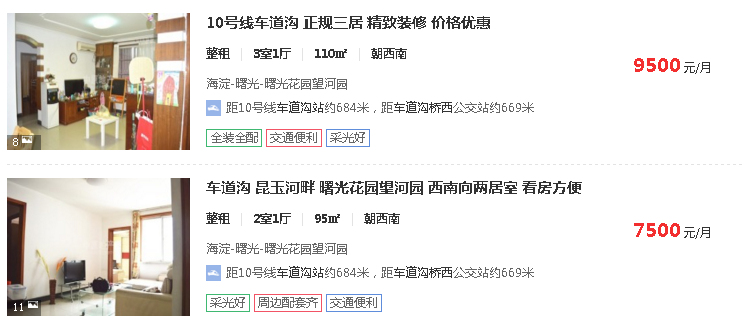 10号线车道沟 正规三居 精致装修 价格优惠
整租 3室1厅 110㎡ 朝西南
9500 元/月
海淀-曙光-曙光花园望河园
距10号线车道沟站约684米，距车道沟桥西公交站约669米
8
全装全配 交通便利 采光好
车道沟 昆玉河畔 曙光花园望河园 西南向两居室 看房方便
整租 2室1厅 95㎡ 朝西南
7500 元/月
海淀-曙光-曙光花园望河园
距10号线车道沟站约684米，距车道沟桥西公交站约669米
11
采光好 周边配套齐 交通便利